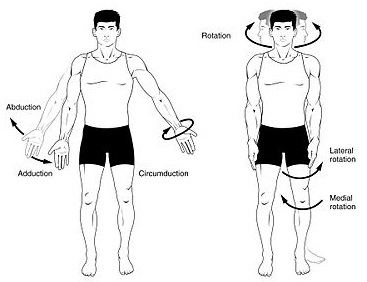 Rotation
Abduction
Adduction
Circumduction
Lateral
rotation
Medial
rotation